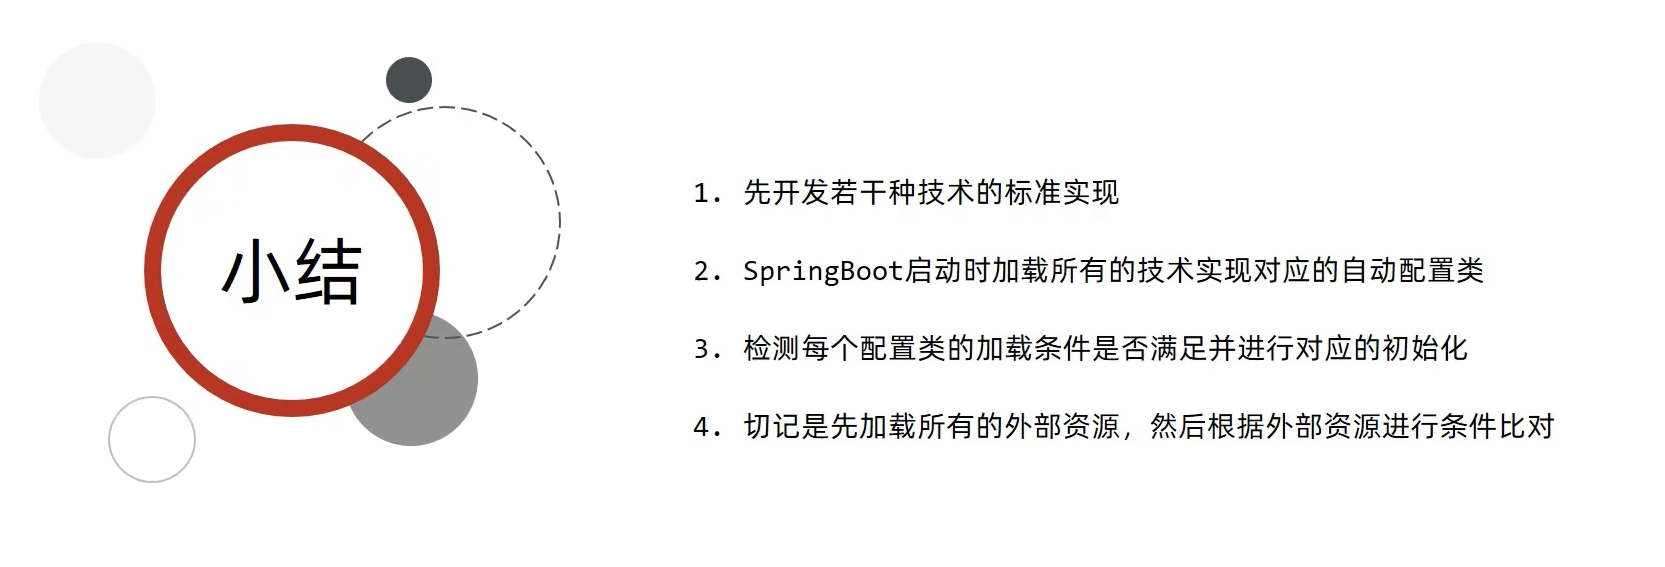 小结
1. 先开发若干种技术的标准实现
2. SpringBoot启动时加载所有的技术实现对应的自动配置类
3. 检测每个配置类的加载条件是否满足并进行对应的初始化
4. 切记是先加载所有的外部资源，然后根据外部资源进行条件比对